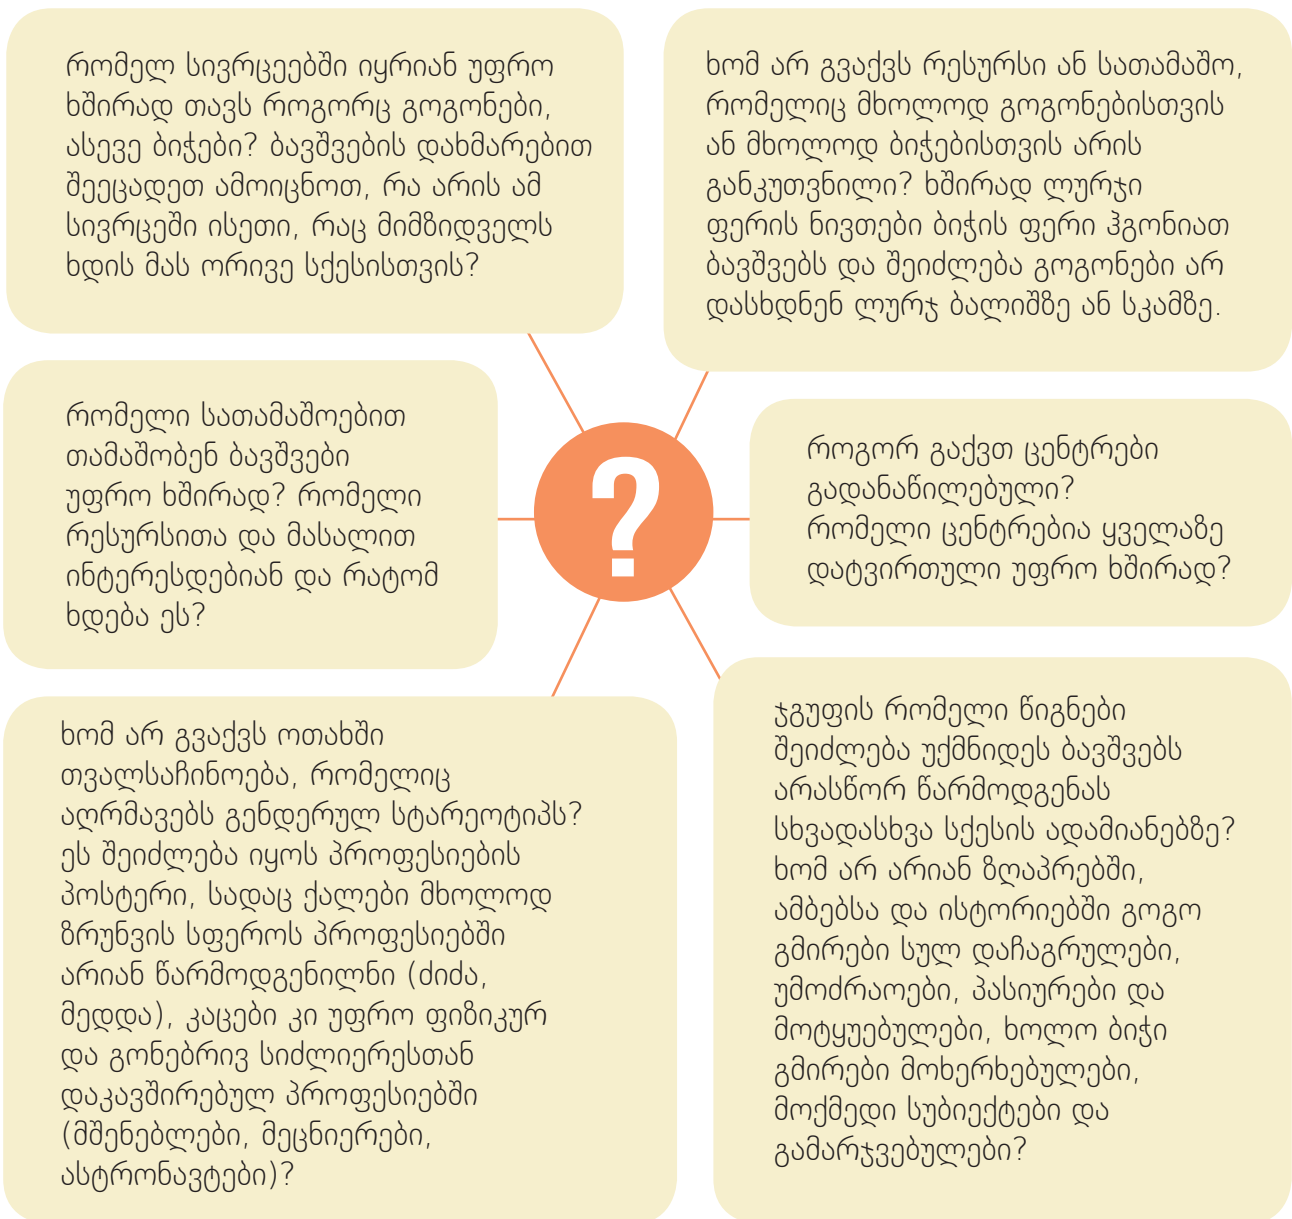 რომელ სივრცეებში იყრიან უფრო
ხშირად თავს როგორც გოგონები,
ასევე ბიჭები? ბავშვების დახმარებით
შეეცადეთ ამოიცნოთ, რა არის ამ
სივრცეში ისეთი, რაც მიმზიდველს
ხდის მას ორივე სქესისთვის?
ხომ არ გვაქვს რესურსი ან სათამაშო,
რომელიც მხოლოდ გოგონებისთვის
ან მხოლოდ ბიჭებისთვის არის
განკუთვნილი? ხშირად ლურჯი
ფერის ნივთები ბიჭის ფერი ჰგონიათ
ბავშვებს და შეიძლება გოგონები არ
დასხდნენ ლურჯ ბალიშზე ან სკამზე.
რომელი სათამაშოებით
თამაშობენ ბავშვები
უფრო ხშირად? რომელი
რესურსითა და მასალით
ინტერესდებიან და რატომ
ხდება ეს?
?
როგორ გაქვთ ცენტრები
გადანაწილებული?
რომელი ცენტრებია ყველაზე
დატვირთული უფრო ხშირად?
ხომ არ გვაქვს ოთახში
თვალსაჩინოება, რომელიც
აღრმავებს გენდერულ სტარეოტიპს?
ეს შეიძლება იყოს პროფესიების
პოსტერი, სადაც ქალები მხოლოდ
ზრუნვის სფეროს პროფესიებში
არიან წარმოდგენილნი (ძიძა,
მედდა), კაცები კი უფრო ფიზიკურ
და გონებრივ სიძლიერესთან
დაკავშირებულ პროფესიებში
(მშენებლები, მეცნიერები,
ასტრონავტები)?
ჯგუფის რომელი წიგნები
შეიძლება უქმნიდეს ბავშვებს
არასწორ წარმოდგენას
სხვადასხვა სქესის ადამიანებზე?
ხომ არ არიან ზღაპრებში,
ამბებსა და ისტორიებში გოგო
გმირები სულ დაჩაგრულები,
უმოძრაოები, პასიურები და
მოტყუებულები, ხოლო ბიჭი
გმირები მოხერხებულები,
მოქმედი სუბიექტები და
გამარჯვებულები?